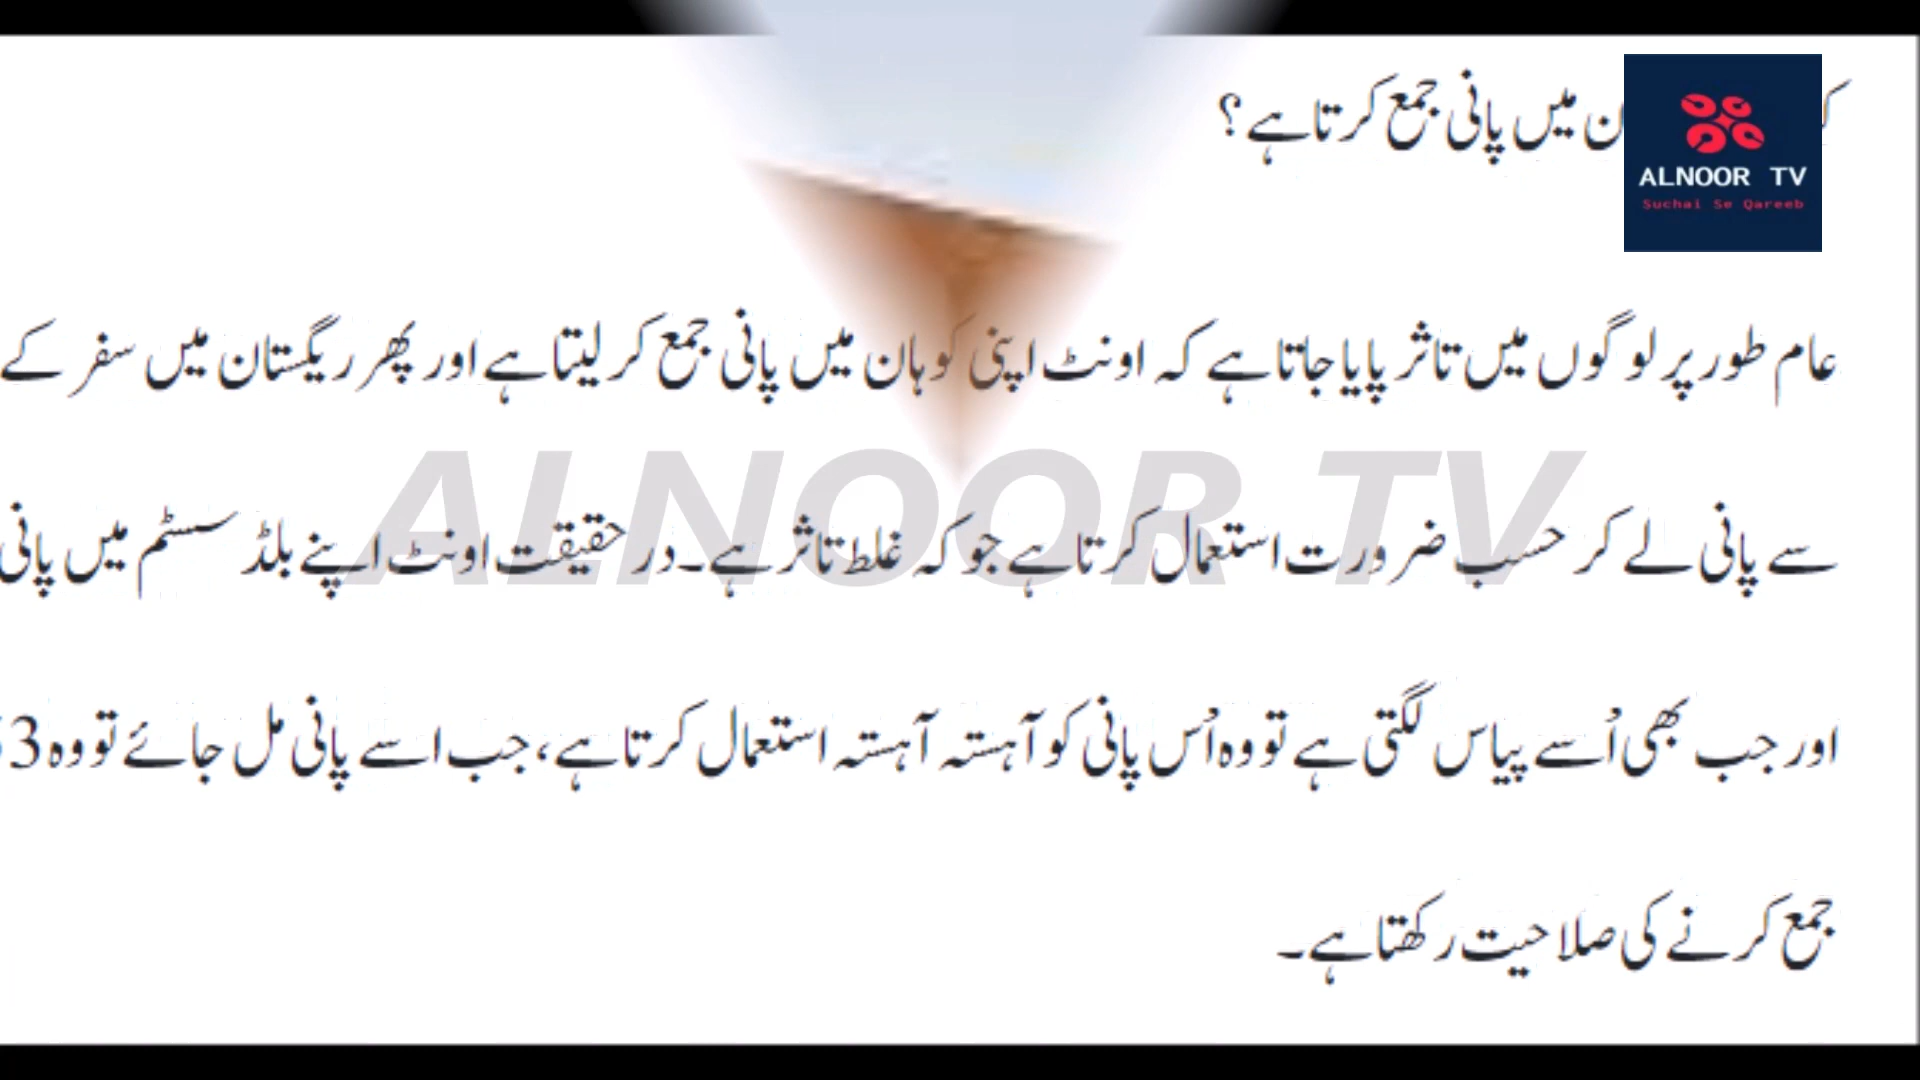 ن میں پانی جمع کرتا ہے؟
ALNOOR TV
Suchai Se Qareeb
عام طور پر لوگوں میں تاثر پایا جاتا ہے کہ اونٹ اپنی کوہان میں پانی جمع کر لیتا ہے اور پھر ریگستان میں سفر کے
ALNOOR TV
سے پانی لے کر حسب ضرورت استعمال کرتا ہے جو کہ غلط تاثر ہے۔ در حقیقت اونٹ اپنے بلڈ سسٹم میں پانی
اور جب بھی اُسے پیاس لگتی ہے تو وہ اُس پانی کو آہستہ آہستہ استعمال کرتا ہے، جب اسے پانی مل جائے تو وہ 3
جمع کرنے کی صلاحیت رکھتا ہے۔